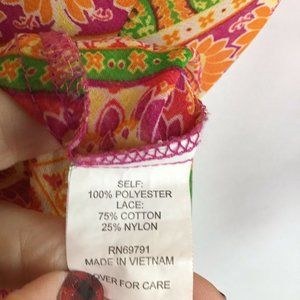 SELF:
100% POLYESTER
LACE:
75% COTTON
25% NYLON
RN69791
MADE IN VIETNAM
OVER FOR CARE